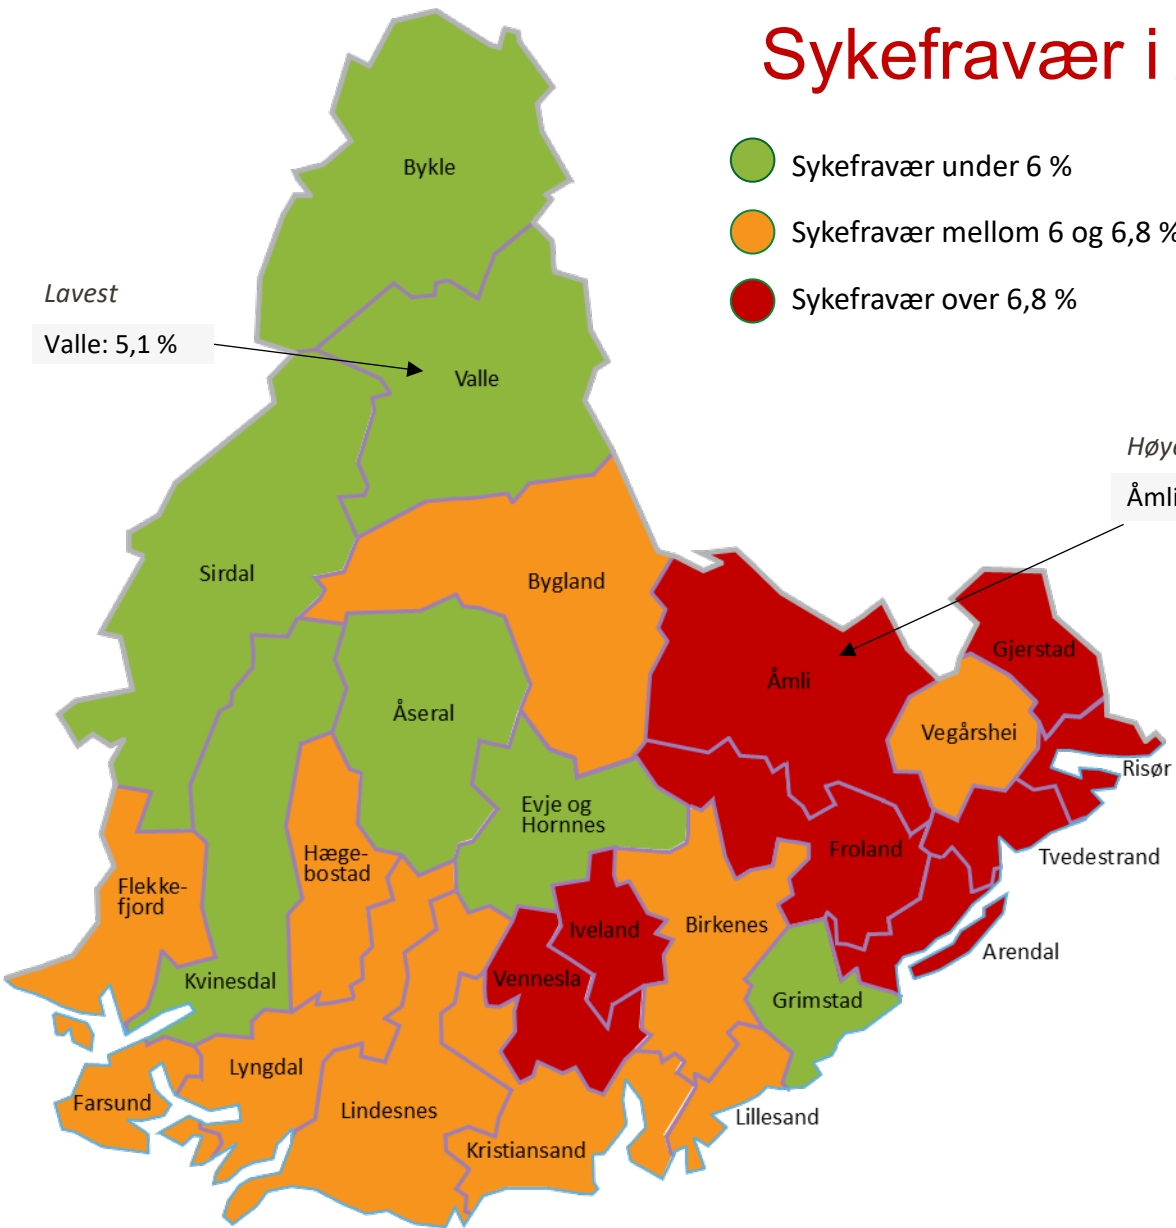 Sykefravær i
Sykefravær under 6 %
Sykefravær mellom 6 og 6,8 %
Sykefravær over 6,8 %
Lavest
Valle: 5,1 %
Åmli
Bykle
Valle
Sirdal
Bygland
Åseral
Åmli
Gjerstad
Vegårshei
Risør
Evje og
Hornnes
Froland
Tvedestrand
Hæge-
bostad
Flekke-
fjord
Iveland
Birkenes
Arendal
Vennesla
Kvinesdal
Grimstad
Lyngdal
Farsund
Lindesnes
Lillesand
Kristiansand